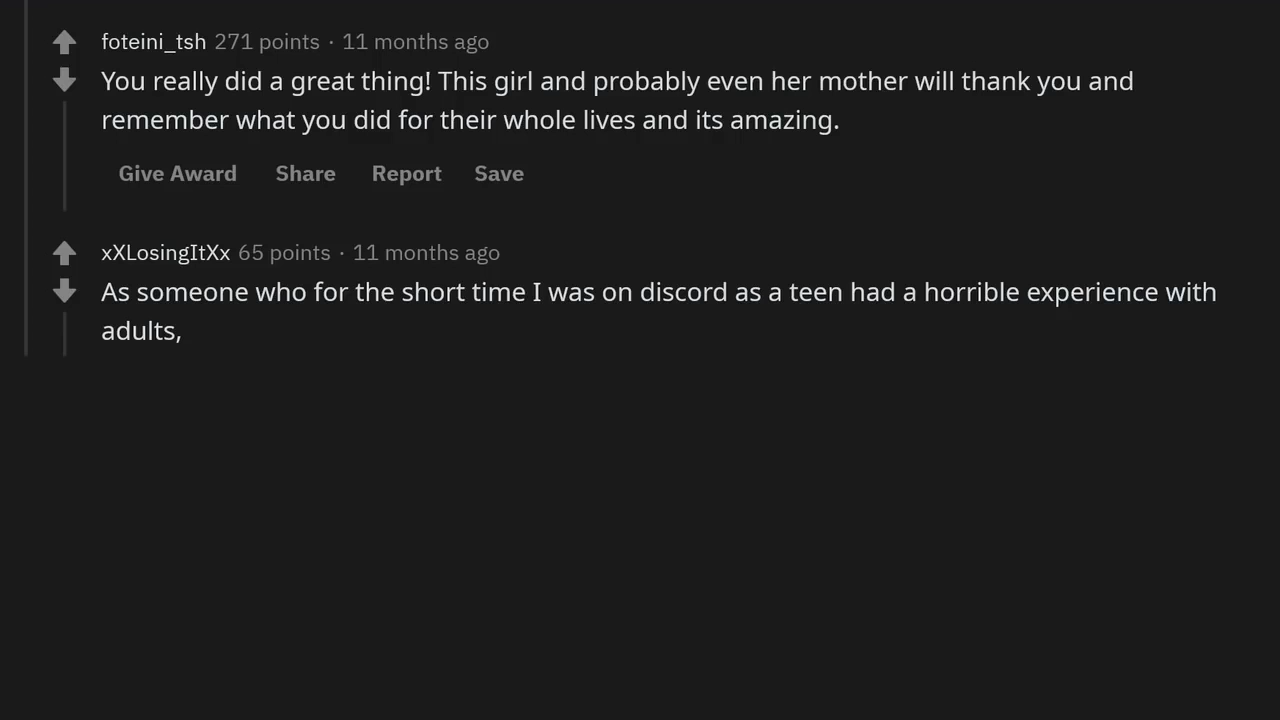 foteini_tsh 271 points · 11 months ago
You really did a great thing! This girl and probably even her mother will thank you and
remember what you did for their whole lives and its amazing.
Give Award Share Report Save
xXLosingItXx 65 points · 11 months ago
As someone who for the short time I was on discord as a teen had a horrible experience with
adults,